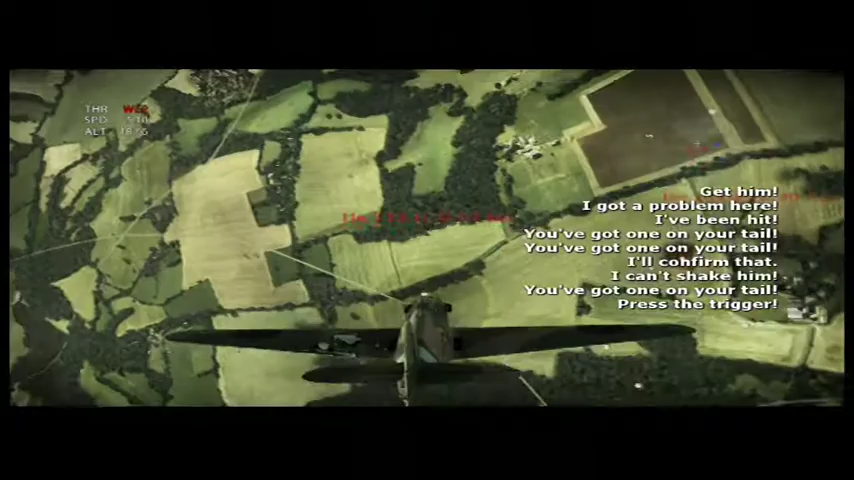 THR WEP
SPD
ALT
Get him!
I got a problem here!
I've been hit!
You've got one on your tail!
You've got one on your tail!
I'll confirm that.
I can't shake him!
You've got one on your tail!
Press the trigger!